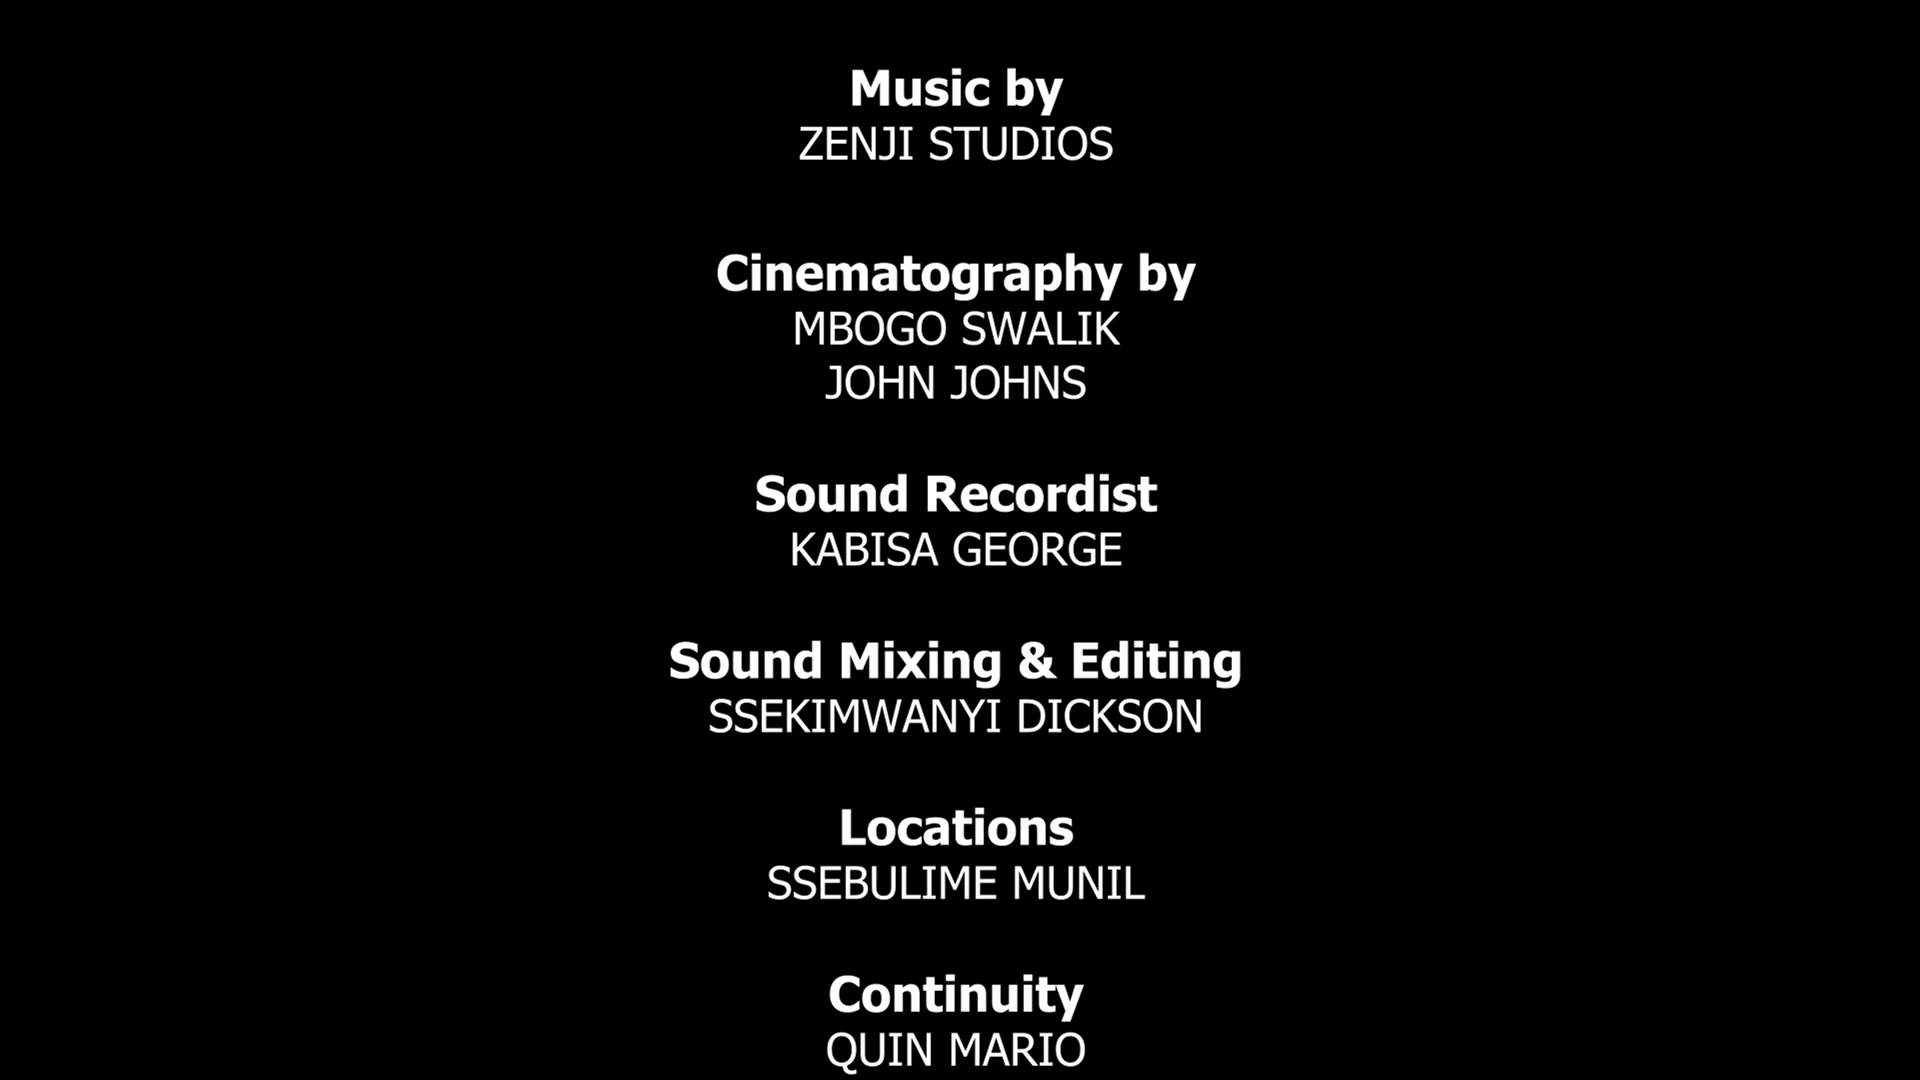 Music by
ZENJI STUDIOS
Cinematography by
MBOGO SWALIK
JOHN JOHNS
Sound Recordist
KABISA GEORGE
Sound Mixing & Editing
SSEKIMWANYI DICKSON
Locations
SSEBULIME MUNIL
Continuity
QUIN MARIO